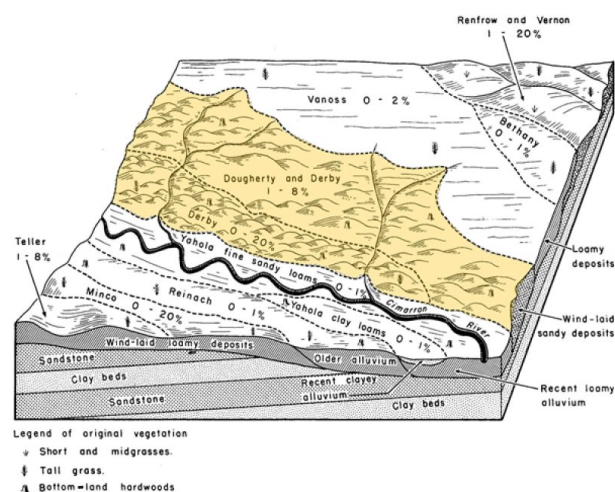 Renfrow and Vernon
1 - 20%
Vanoss 0 - 2%
Bethany
0 - 1%
Dougherty and Derby
1 - 8%
Derby 0 - 20%
Teller
1 - 8%
Yahola fine sandy loams 0 - 1%
Loamy
deposits
Minco 0 - 20%
Reinach 0 - 1%
Yahola clay loams 0 - 1%
Cimarron River
Wind-laid
sandy deposits
Wind-laid loamy deposits
Older alluvium
Sandstone
Clay beds
Recent clayey
alluvium
Recent loamy
alluvium
Sandstone
Clay beds
Legend of original vegetation
Short and midgrasses.
Tall grass.
Bottom-land hardwoods